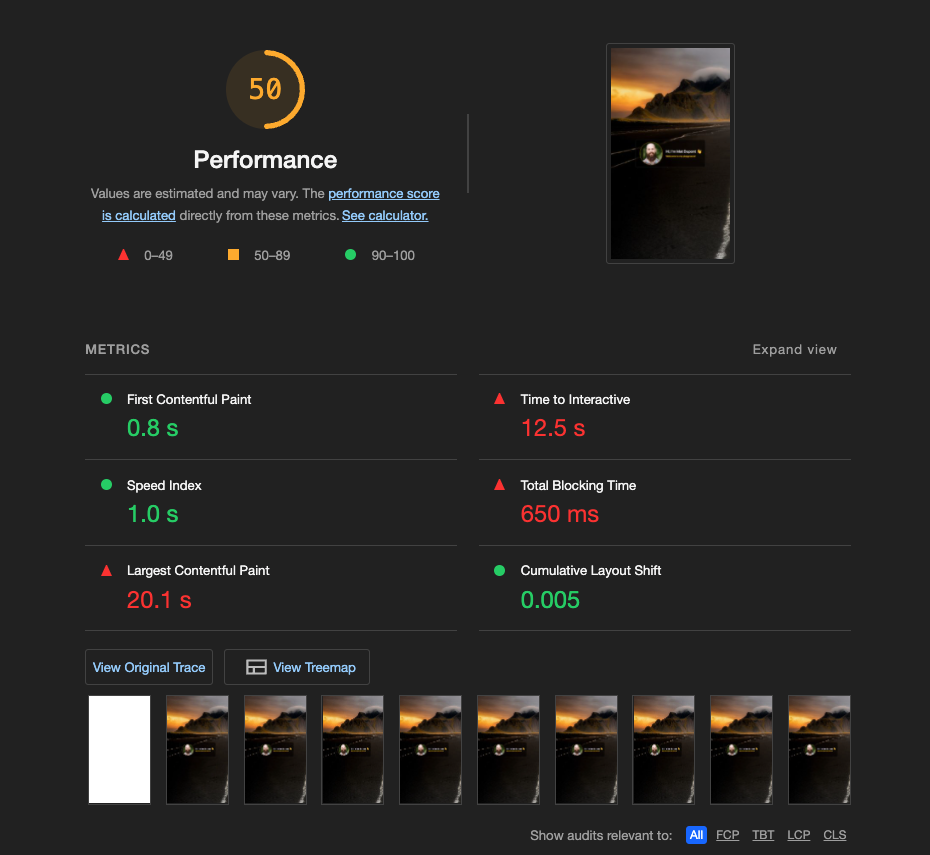 50
Performance
Values are estimated and may vary. The performance score
is calculated directly from these metrics. See calculator.
0–49
50–89
90–100
METRICS
Expand view
First Contentful Paint
0.8 s
Time to Interactive
12.5 s
Speed Index
1.0 s
Total Blocking Time
650 ms
Largest Contentful Paint
20.1 s
Cumulative Layout Shift
0.005
View Original Trace
View Treemap
Show audits relevant to: All FCP TBT LCP CLS